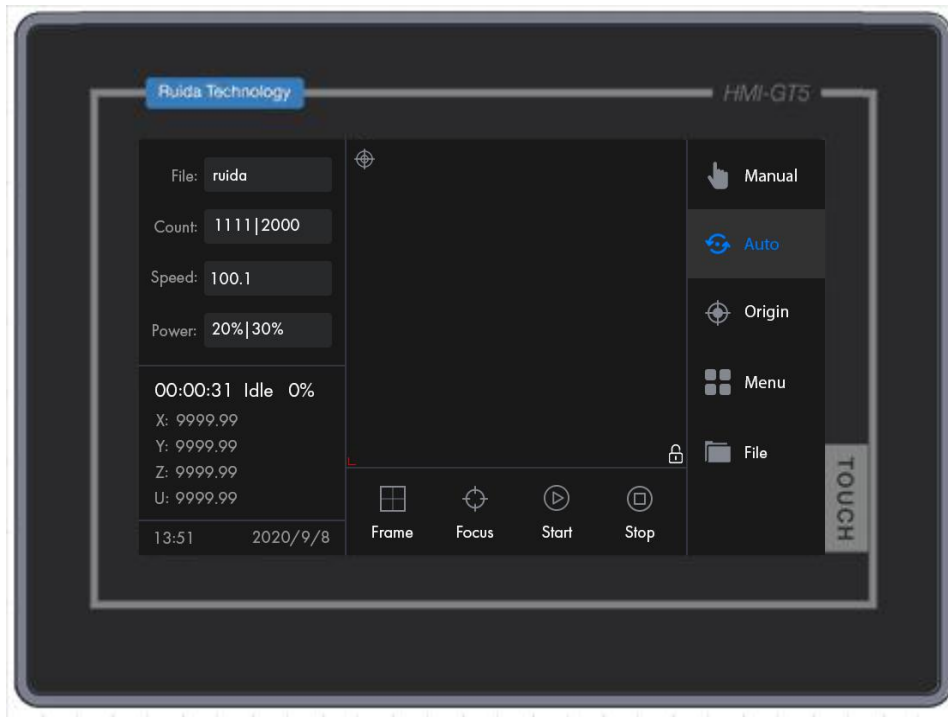 Ruida Technology
HMI-GT5
File: ruida
Count: 1111|2000
Speed: 100.1
Power: 20%|30%
00:00:31 Idle 0%
X: 9999.99
Y: 9999.99
Z: 9999.99
U: 9999.99
13:51 2020/9/8
Frame Focus Start Stop
Manual
Auto
Origin
Menu
File
TOUCH